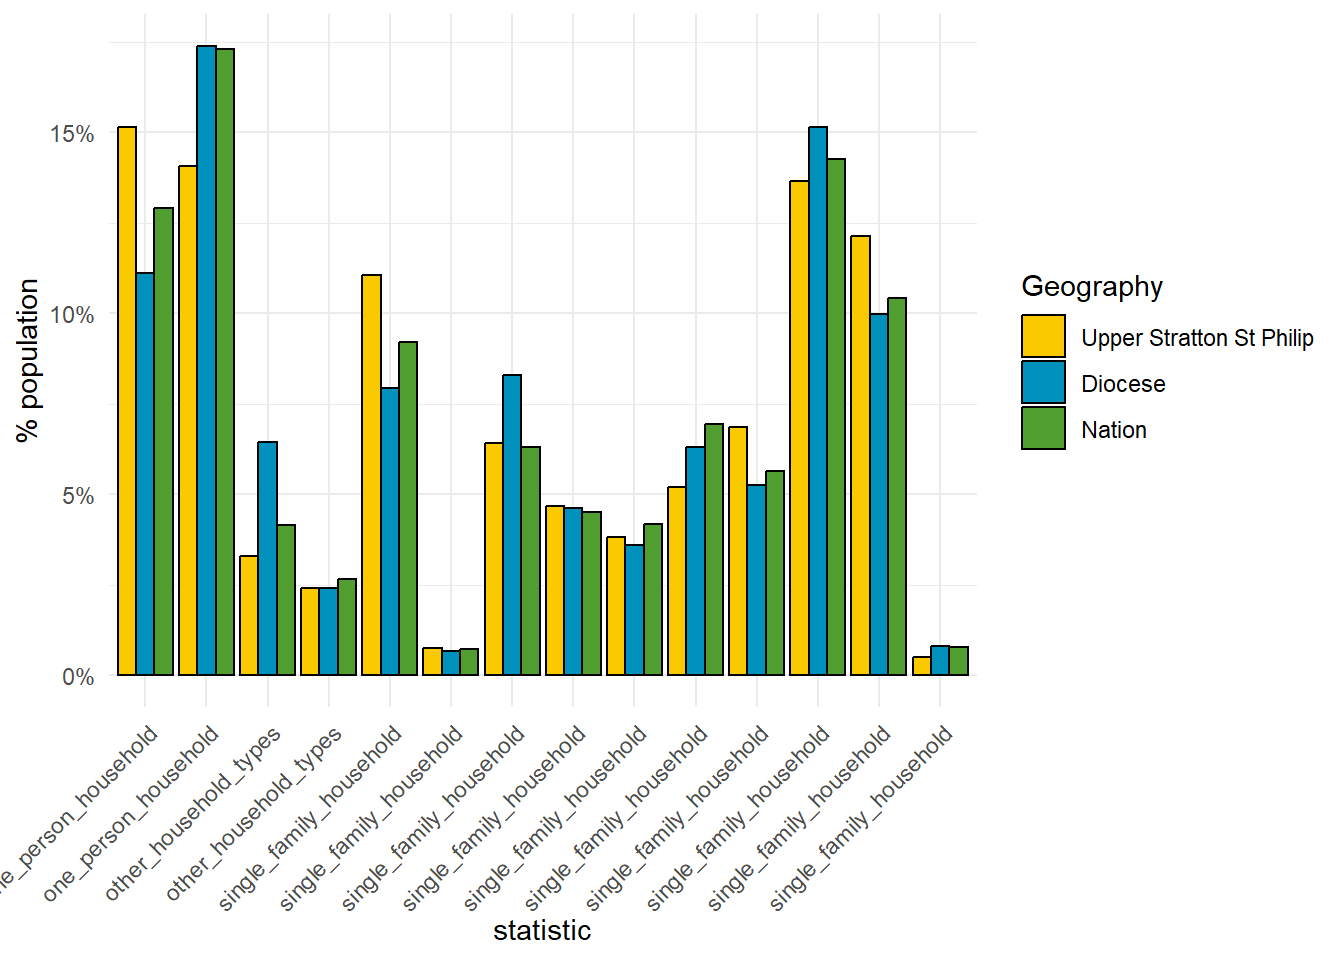 15%
10%
5%
0%
% population
one_person_household
other_household_types
other_household_types
single_family_household
single_family_household
single_family_household
single_family_household
single_family_household
single_family_household
single_family_household
single_family_household
single_family_household
single_family_household
statistic
Geography
Upper Stratton St Philip
Diocese
Nation